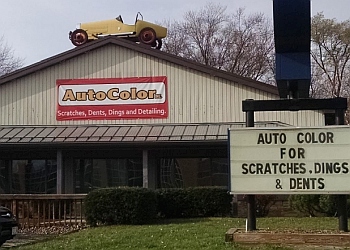 AutoColor
Scratches, Dents, Dings and Detailing.
AUTO COLOR
FOR
SCRATCHES, DINGS
& DENTS